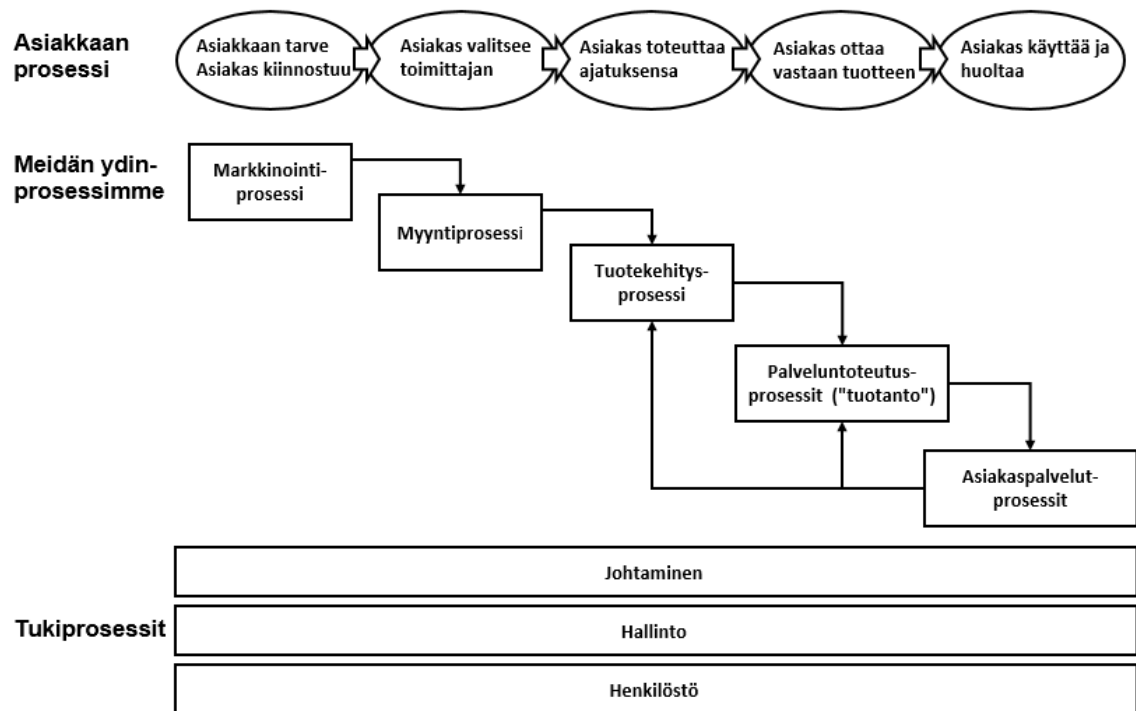 Asiakkaan
prosessi
Asiakkaan tarve
Asiakas kiinnostuu
Asiakas valitsee
toimittajan
Asiakas toteuttaa
ajatuksensa
Asiakas ottaa
vastaan tuotteen
Asiakas käyttää ja
huoltaa
Meidän ydin-
prosessimme
Markkinointi-
prosessi
Myyntiprosessi
Tuotekehitys-
prosessi
Palveluntoteutus-
prosessit ("tuotanto")
Asiakaspalvelut-
prosessit
Tukiprosessit
Johtaminen
Hallinto
Henkilöstö